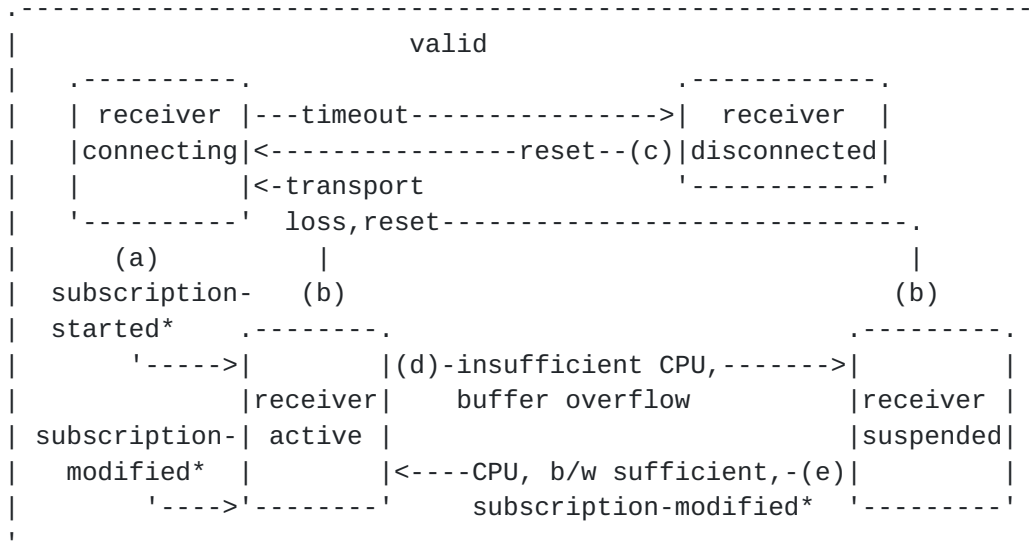 .-----------------------------------------------------------------
|                         valid
|    .----------.                            .------------.
|    | receiver |---timeout---------------->|  receiver  |
|    |connecting|<----------------reset--(c)|disconnected|
|    |          |<-transport                '------------'
|    '----------'  loss,reset------------------------------.
|       (a)          |                                     |
|   subscription-   (b)                                   (b)
|   started*     .--------.                             .---------.
|        '----->|        |(d)-insufficient CPU,------->|         |
|               |receiver|    buffer overflow          |receiver |
|  subscription-| active |                             |suspended|
|    modified*  |        |<----CPU, b/w sufficient,-(e)|         |
|         '---->'--------'     subscription-modified*  '---------'
'